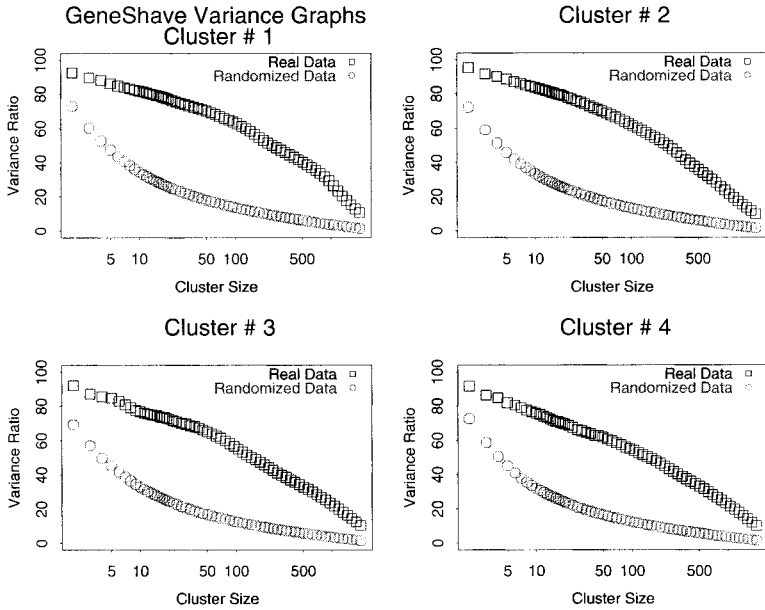 GeneShave Variance Graphs
Cluster # 1
Real Data
Randomized Data
Variance Ratio
100
80
60
40
20
0
5 10 50 100 500
Cluster Size
Cluster # 2
Real Data
Randomized Data
Variance Ratio
100
80
60
40
20
0
5 10 50 100 500
Cluster Size
Cluster # 3
Real Data
Randomized Data
Variance Ratio
100
80
60
40
20
0
5 10 50 100 500
Cluster Size
Cluster # 4
Real Data
Randomized Data
Variance Ratio
100
80
60
40
20
0
5 10 50 100 500
Cluster Size